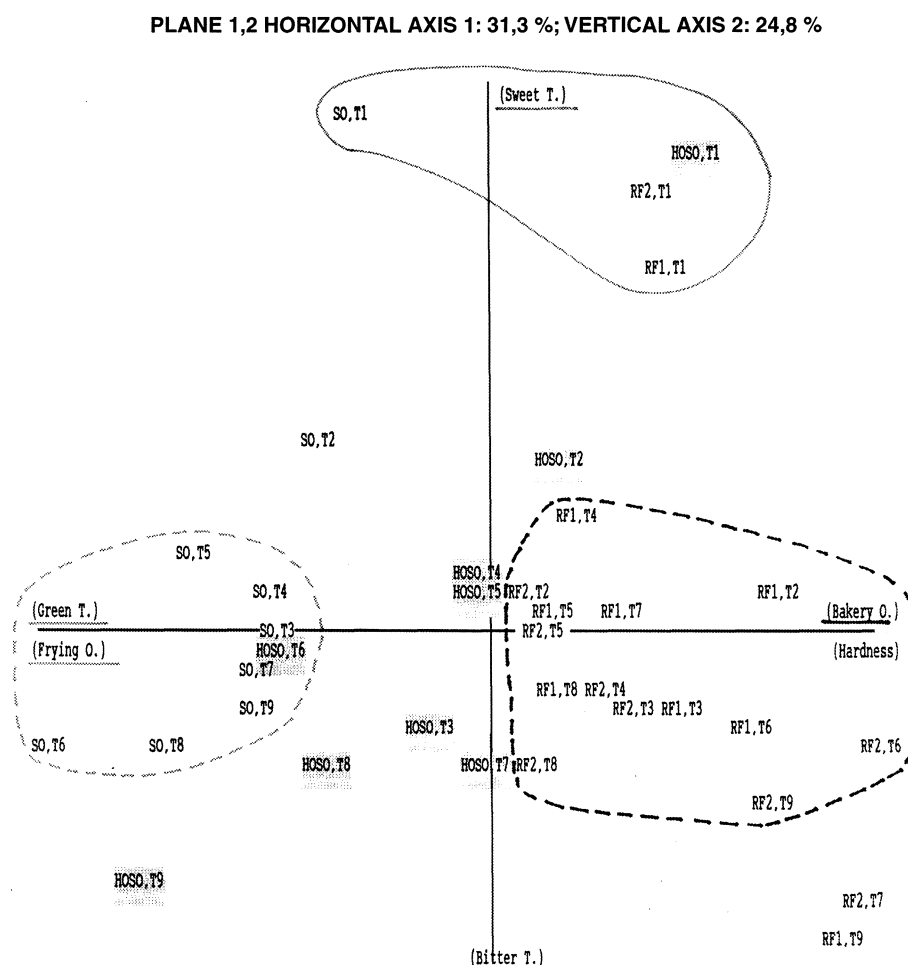 PLANE 1,2 HORIZONTAL AXIS 1: 31,3 %; VERTICAL AXIS 2: 24,8 %
(Sweet T.)
SO,T1
HOSO,T1
RF2,T1
RF1,T1
SO,T2
HOSO,T2
RF1,T4
SO,T5
HOSO,T4
SO,T4 HOSO,T5 RF2,T2 RF1,T2
(Green T.) RF1,T5 RF1,T7 (Bakery O.)
SO,T3 RF2,T5
(Frying O.) HOSO,T6 (Hardness)
SO,T7
RF1,T8 RF2,T4
SO,T9 RF2,T3 RF1,T3
HOSO,T3 RF1,T6
SO,T6 SO,T8 RF2,T6
HOSO,T8 HOSO,T7 RF2,T8
RF2,T9
HOSO,T9
RF2,T7
RF1,T9
(Bitter T.)